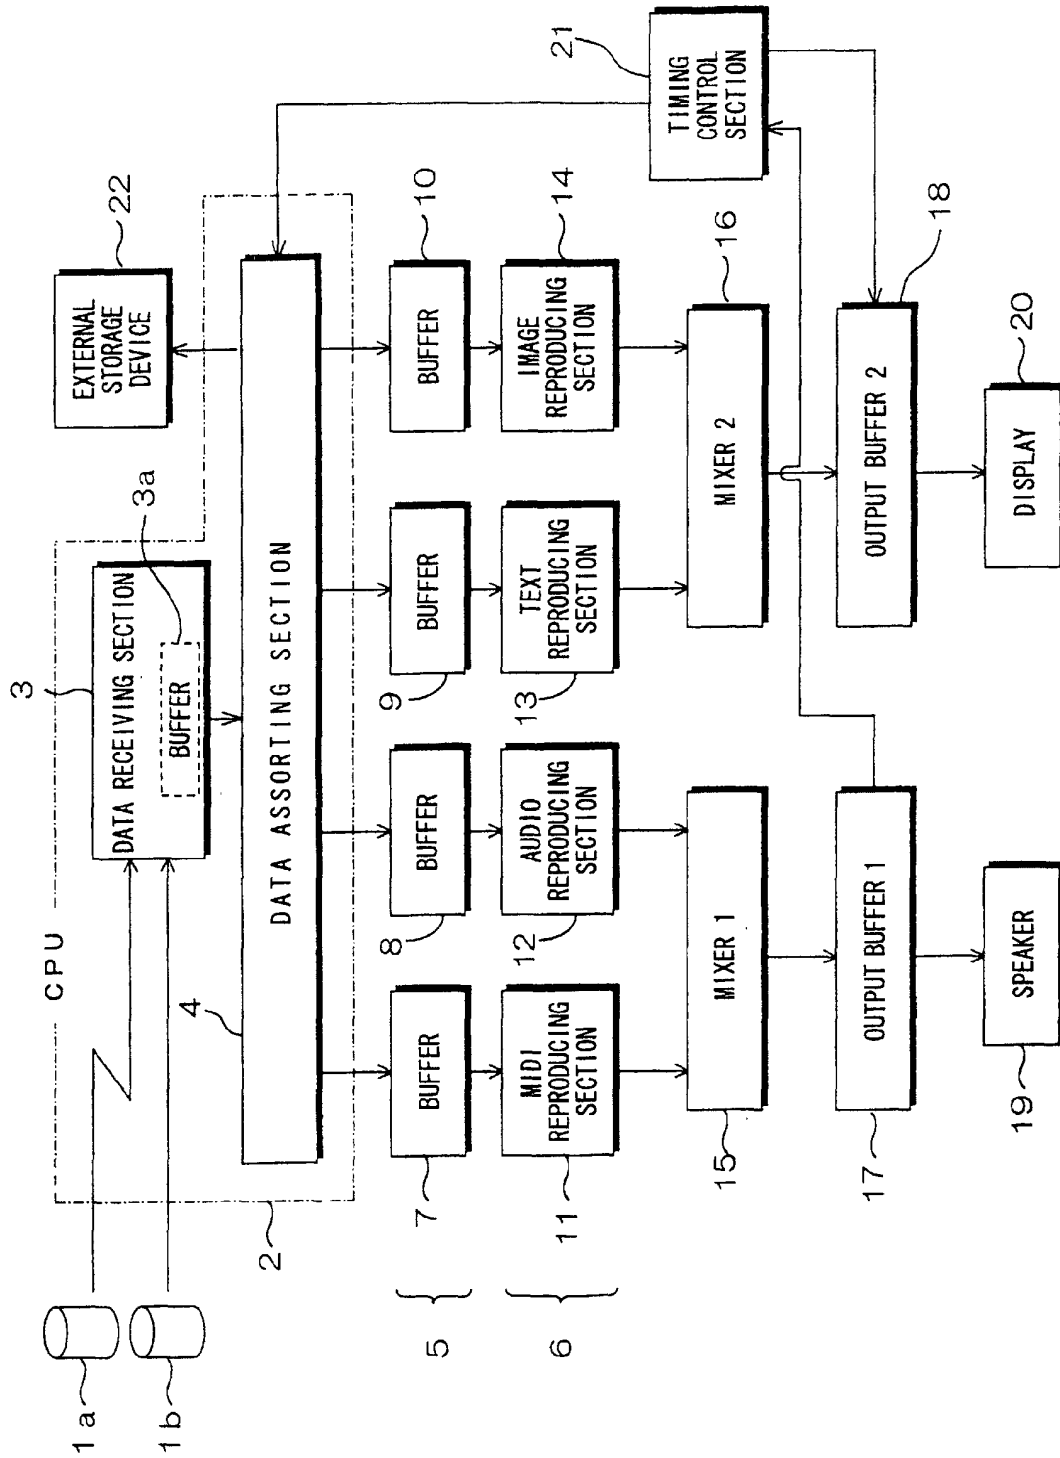 1a
1b
CPU
3
DATA RECEIVING SECTION
BUFFER
3a
EXTERNAL
STORAGE
DEVICE
22
2
4
DATA ASSORTING SECTION
5
7
BUFFER
8
BUFFER
9
BUFFER
BUFFER
10
6
11
MIDI
REPRODUCING
SECTION
12
AUDIO
REPRODUCING
SECTION
13
TEXT
REPRODUCING
SECTION
IMAGE
REPRODUCING
SECTION
14
TIMING
CONTROL
SECTION
21
15
MIXER 1
MIXER 2
16
17
OUTPUT BUFFER 1
OUTPUT BUFFER 2
18
19
SPEAKER
DISPLAY
20